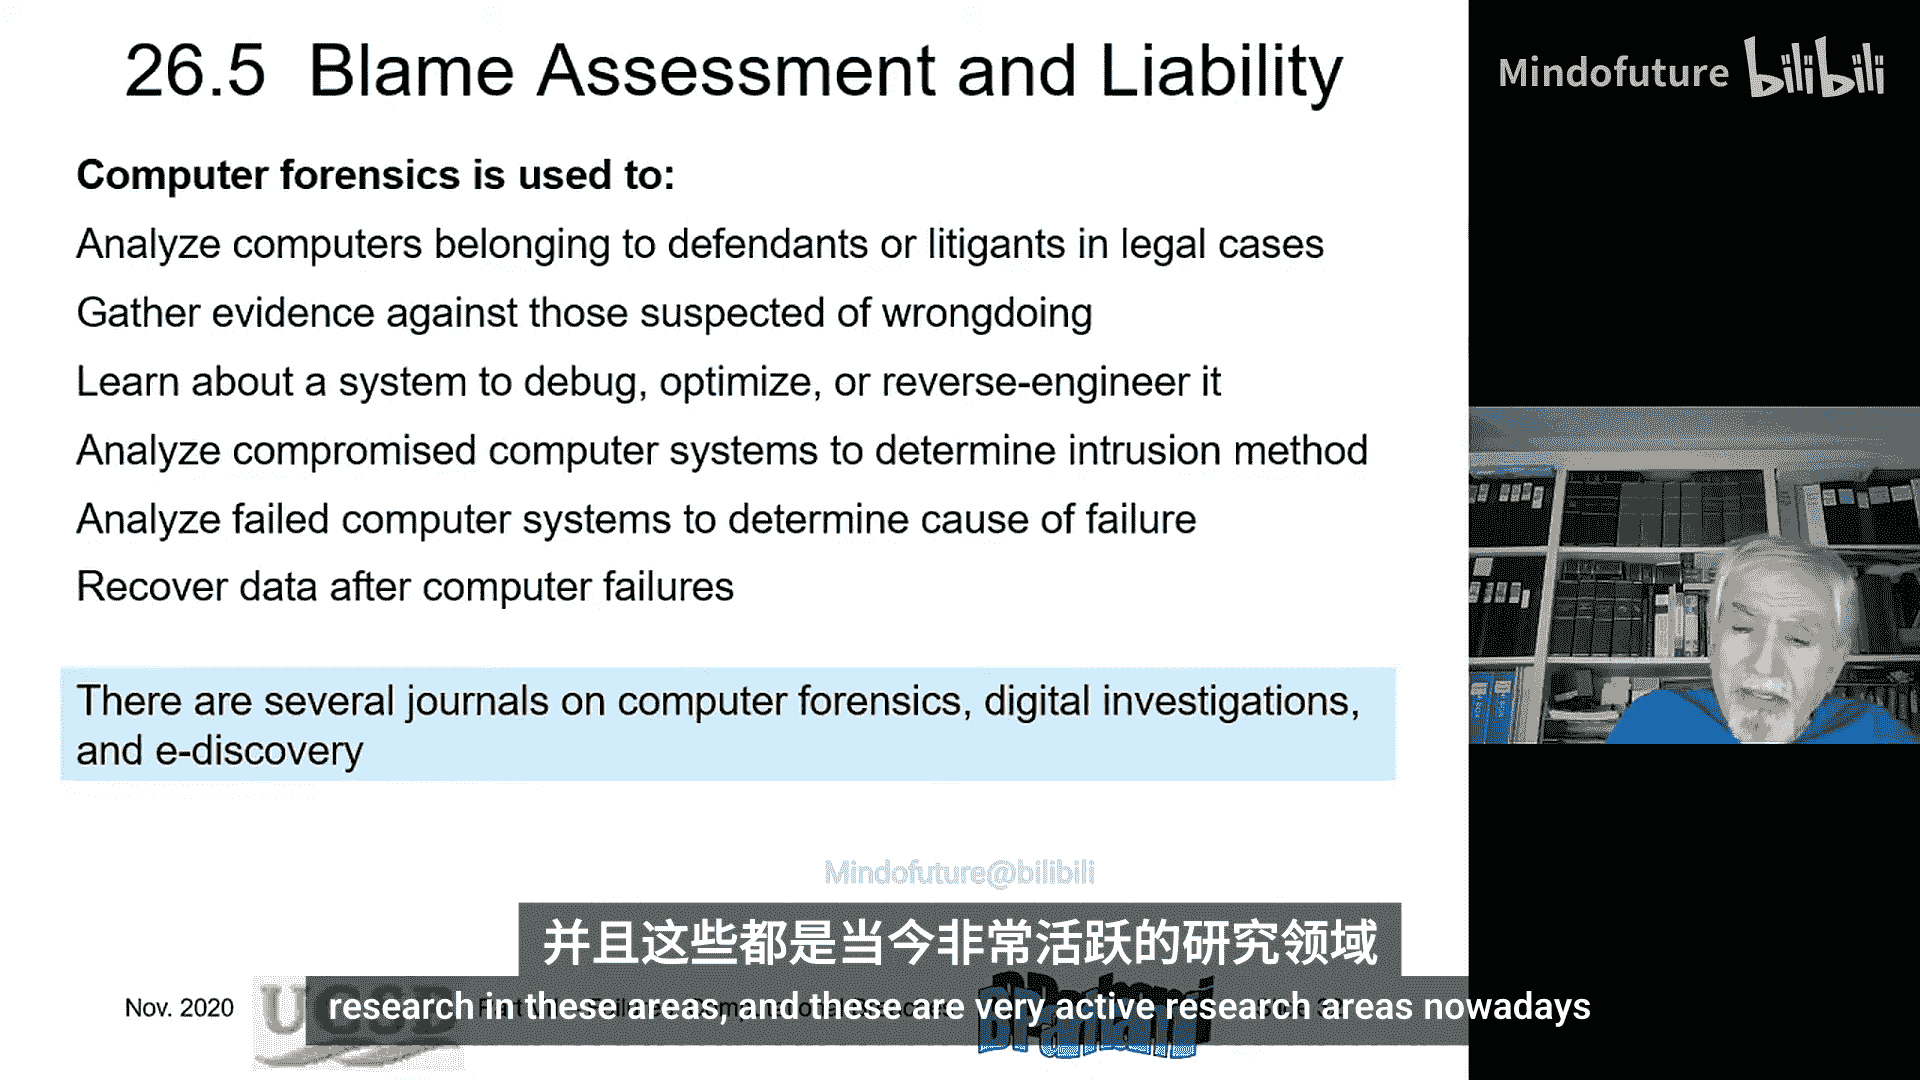 26.5 Blame Assessment and Liability
Mindofuture bilibili
Computer forensics is used to:
Analyze computers belonging to defendants or litigants in legal cases
Gather evidence against those suspected of wrongdoing
Learn about a system to debug, optimize, or reverse-engineer it
Analyze compromised computer systems to determine intrusion method
Analyze failed computer systems to determine cause of failure
Recover data after computer failures
There are several journals on computer forensics, digital investigations,
and e-discovery
Mindofuture@bilibili
并且这些都是当今非常活跃的研究领域
Nov. 2020
research in these areas, and these are very active research areas nowadays